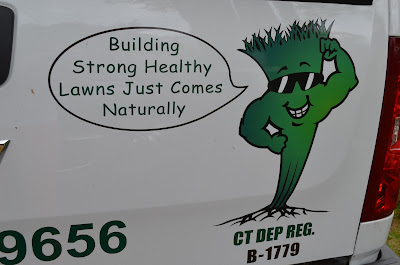 Building
Strong Healthy
Lawns Just Comes
Naturally
CT DEP REG.
B-1779
9656